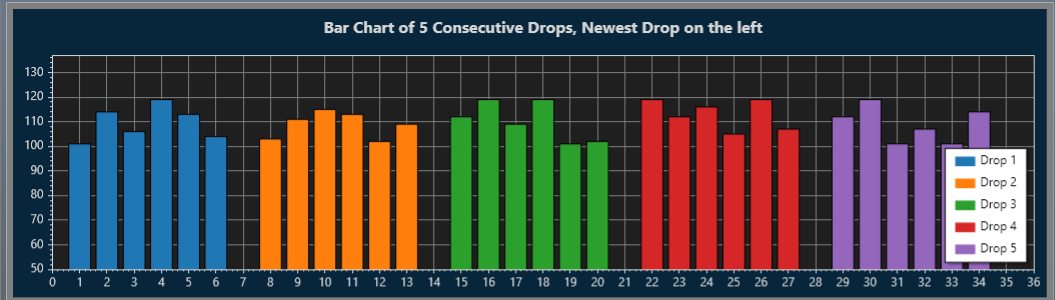 Bar Chart of 5 Consecutive Drops, Newest Drop on the left
130
120
110
100
90
80
70
60
50
Drop 1
Drop 2
Drop 3
Drop 4
Drop 5
0 1 2 3 4 5 6 7 8 9 10 11 12 13 14 15 16 17 18 19 20 21 22 23 24 25 26 27 28 29 30 31 32 33 34 35 36